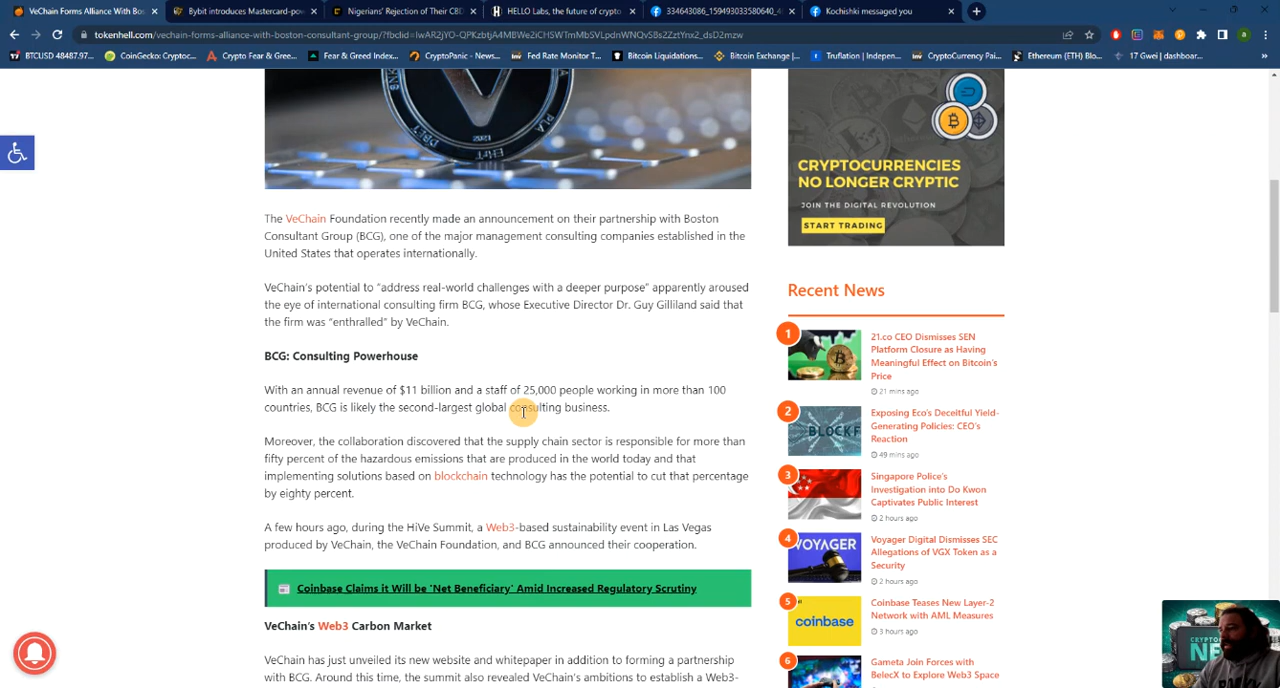 VeChain Forms Alliance With Bos
Bybit introduces Mastercard-pow
Nigerians' Rejection of Their CBD
HELLO Labs, the future of crypto
334643086_159493033580640_4
Kochishki messaged you
tokenhell.com/vechain-forms-alliance-with-boston-consultant-group/?fbclid=IwAR2jYO-QPKzbtjA4MBWe2iCHSWTmMbSVLpdnWNQvS8s2ZztYnx2_dsD2mzw
BTCUSD 48487.97...
CoinGecko Cryptoc...
Crypto Fear & Gree...
Fear & Greed Index...
CryptoPanic - News...
Fed Rate Monitor T...
Bitcoin Liquidations...
Bitcoin Exchange |...
Truflation | Indepen...
CryptoCurrency Pai...
Ethereum (ETH) Blo...
17 Gwei | dashboar...
CRYPTOCURRENCIES
NO LONGER CRYPTIC
JOIN THE DIGITAL REVOLUTION
START TRADING
The VeChain Foundation recently made an announcement on their partnership with Boston
Consultant Group (BCG), one of the major management consulting companies established in the
United States that operates internationally.
VeChain's potential to "address real-world challenges with a deeper purpose" apparently aroused
the eye of international consulting firm BCG, whose Executive Director Dr. Guy Gilliland said that
the firm was "enthralled" by VeChain.
BCG: Consulting Powerhouse
With an annual revenue of $11 billion and a staff of 25,000 people working in more than 100
countries, BCG is likely the second-largest global consulting business.
Moreover, the collaboration discovered that the supply chain sector is responsible for more than
fifty percent of the hazardous emissions that are produced in the world today and that
implementing solutions based on blockchain technology has the potential to cut that percentage
by eighty percent.
A few hours ago, during the HiVe Summit, a Web3-based sustainability event in Las Vegas
produced by VeChain, the VeChain Foundation, and BCG announced their cooperation.
Coinbase Claims it Will be 'Net Beneficiary' Amid Increased Regulatory Scrutiny
VeChain's Web3 Carbon Market
VeChain has just unveiled its new website and whitepaper in addition to forming a partnership
with BCG. Around this time, the summit also revealed VeChain's ambitions to establish a Web3-
Recent News
1
21.co CEO Dismisses SEN
Platform Closure as Having
Meaningful Effect on Bitcoin's
Price
21 mins ago
2
BLOCKF
Exposing Eco's Deceitful Yield-
Generating Policies: CEO's
Reaction
49 mins ago
3
Singapore Police's
Investigation into Do Kwon
Captivates Public Interest
2 hours ago
4
VOYAGER
Voyager Digital Dismisses SEC
Allegations of VGX Token as a
Security
2 hours ago
5
coinbase
Coinbase Teases New Layer-2
Network with AML Measures
3 hours ago
6
Gameta Join Forces with
BelecX to Explore Web3 Space